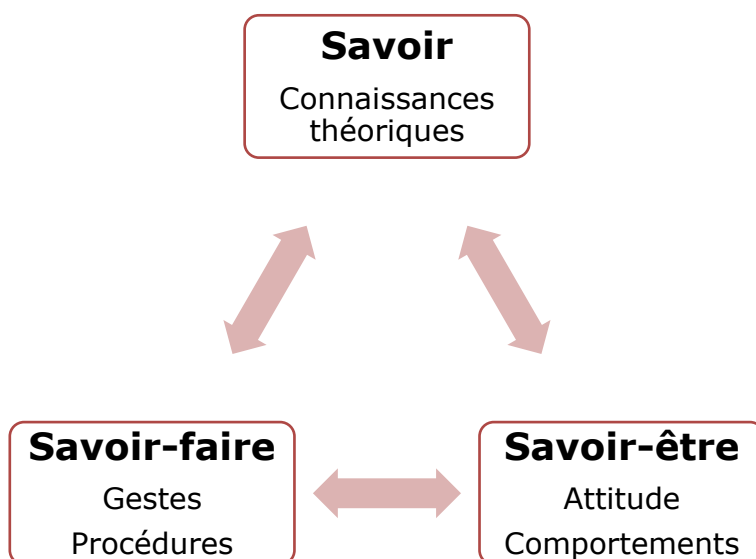 Savoir
Connaissances
théoriques
Savoir-faire
Gestes
Procédures
Savoir-être
Attitude
Comportements